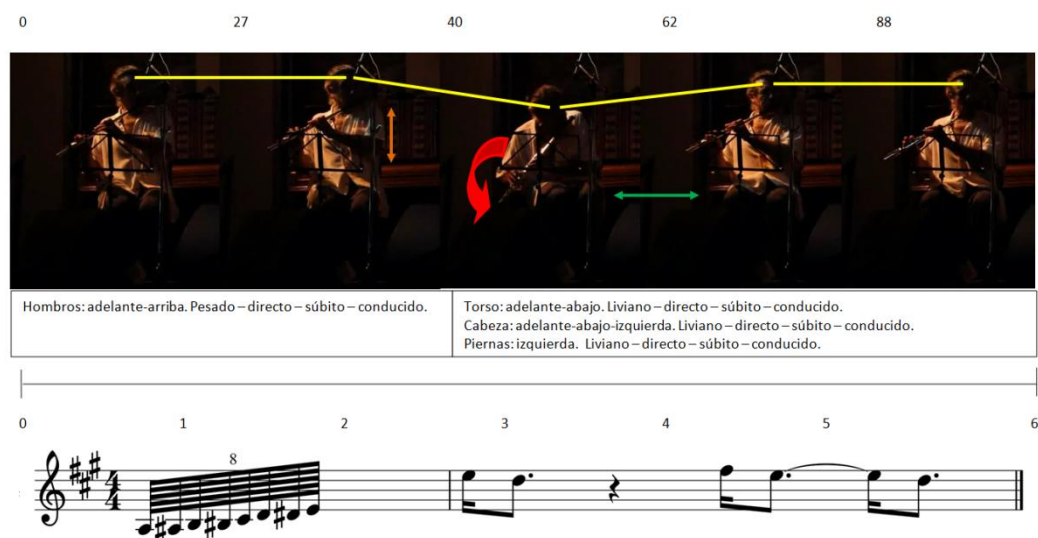 0 27 40 62 88
Hombros: adelante-arriba. Pesado – directo – súbito – conducido.
Torso: adelante-abajo. Liviano – directo – súbito – conducido.
Cabeza: adelante-abajo-izquierda. Liviano – directo – súbito – conducido.
Piernas: izquierda. Liviano – directo – súbito – conducido.
0 1 2 3 4 5 6
8
4
4